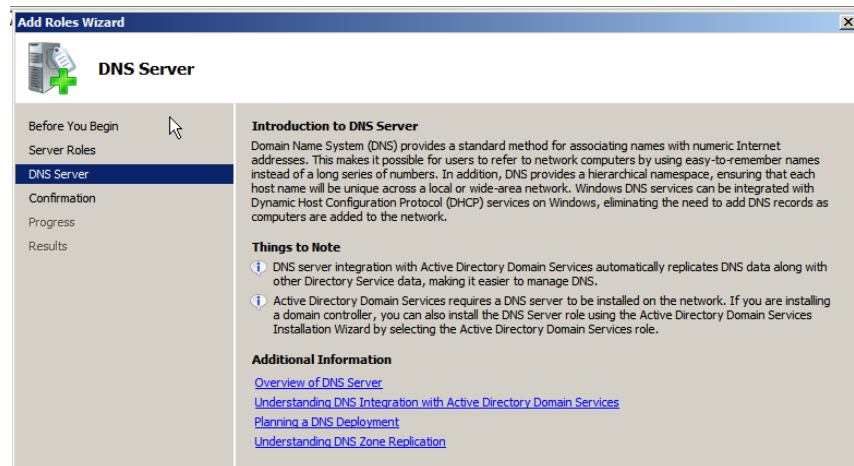 Add Roles Wizard
DNS Server
Before You Begin
Server Roles
DNS Server
Confirmation
Progress
Results
Introduction to DNS Server
Domain Name System (DNS) provides a standard method for associating names with numeric Internet
addresses. This makes it possible for users to refer to network computers by using easy-to-remember names
instead of a long series of numbers. In addition, DNS provides a hierarchical namespace, ensuring that each
host name will be unique across a local or wide-area network. Windows DNS services can be integrated with
Dynamic Host Configuration Protocol (DHCP) services on Windows, eliminating the need to add DNS records as
computers are added to the network.
Things to Note
DNS server integration with Active Directory Domain Services automatically replicates DNS data along with
other Directory Service data, making it easier to manage DNS.
Active Directory Domain Services requires a DNS server to be installed on the network. If you are installing
a domain controller, you can also install the DNS Server role using the Active Directory Domain Services
Installation Wizard by selecting the Active Directory Domain Services role.
Additional Information
Overview of DNS Server
Understanding DNS Integration with Active Directory Domain Services
Planning a DNS Deployment
Understanding DNS Zone Replication